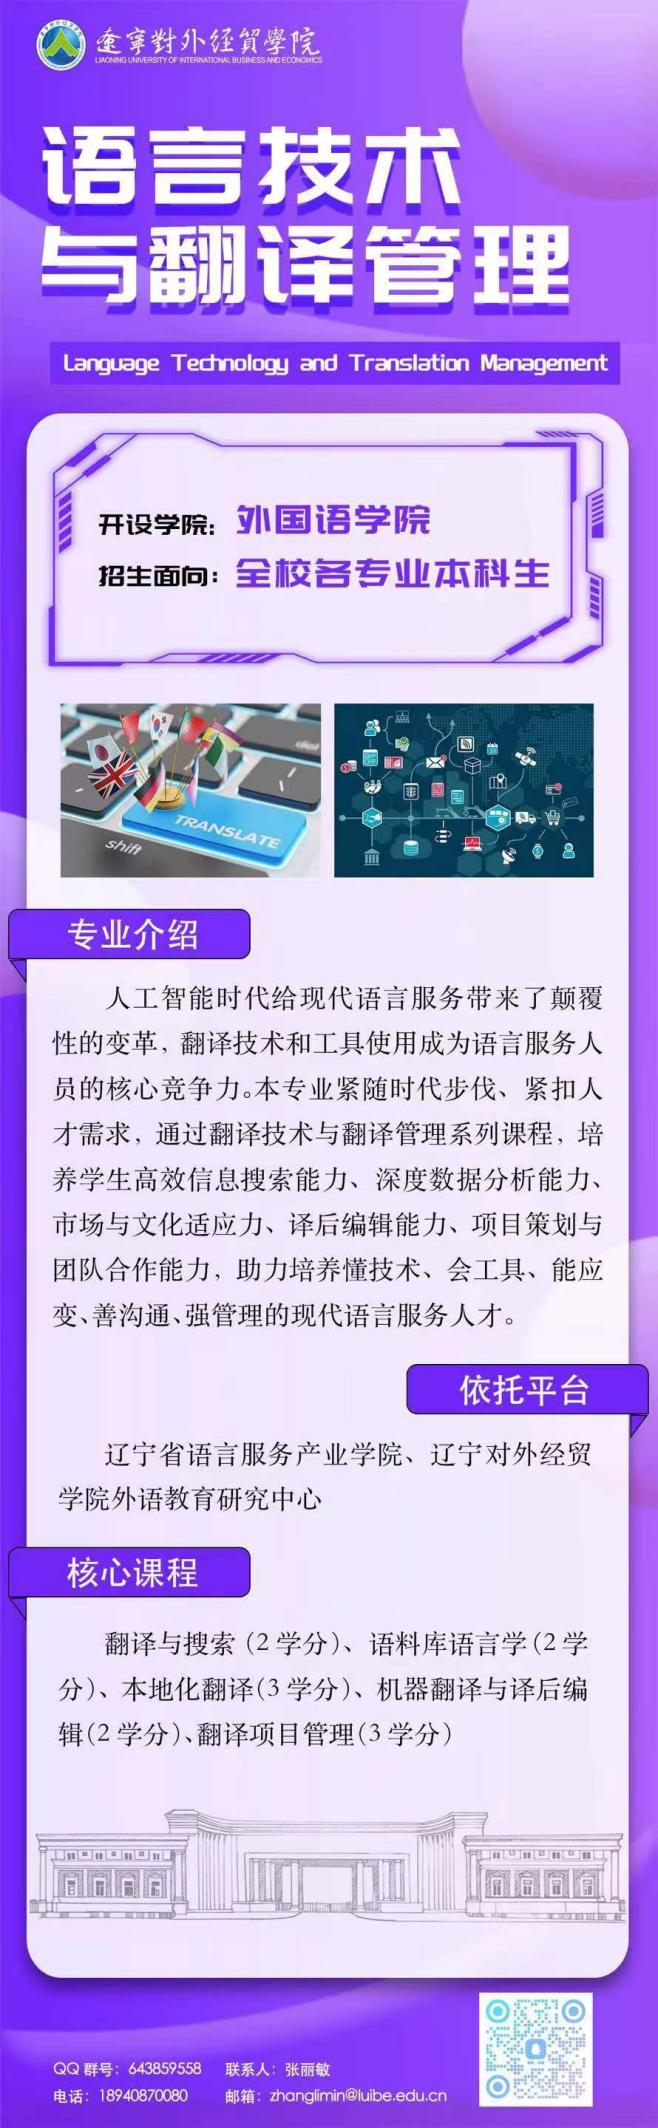 遼寧對外经貿學院
LIAONING UNIVERSITY OF INTERNATIONAL BUSINESS AND ECONOMICS
语言技术
与翻译管理
Language Technology and Translation Management
开设学院：外国语学院
招生面向：全校各专业本科生
TRANSLATE
shift
专业介绍
人工智能时代给现代语言服务带来了颠覆
性的变革，翻译技术和工具使用成为语言服务人
员的核心竞争力。本专业紧随时代步伐、紧扣人
才需求，通过翻译技术与翻译管理系列课程，培
养学生高效信息搜索能力、深度数据分析能力、
市场与文化适应力、译后编辑能力、项目策划与
团队合作能力，助力培养懂技术、会工具、能应
变、善沟通、强管理的现代语言服务人才。
依托平台
辽宁省语言服务产业学院、辽宁对外经贸
学院外语教育研究中心
核心课程
翻译与搜索（2 学分）、语料库语言学（2 学
分）、本地化翻译（3 学分）、机器翻译与译后编
辑（2 学分）、翻译项目管理（3 学分）
QQ 群号：643859558 联系人：张丽敏
电话：18940870080 邮箱：zhanglimin@luibe.edu.cn